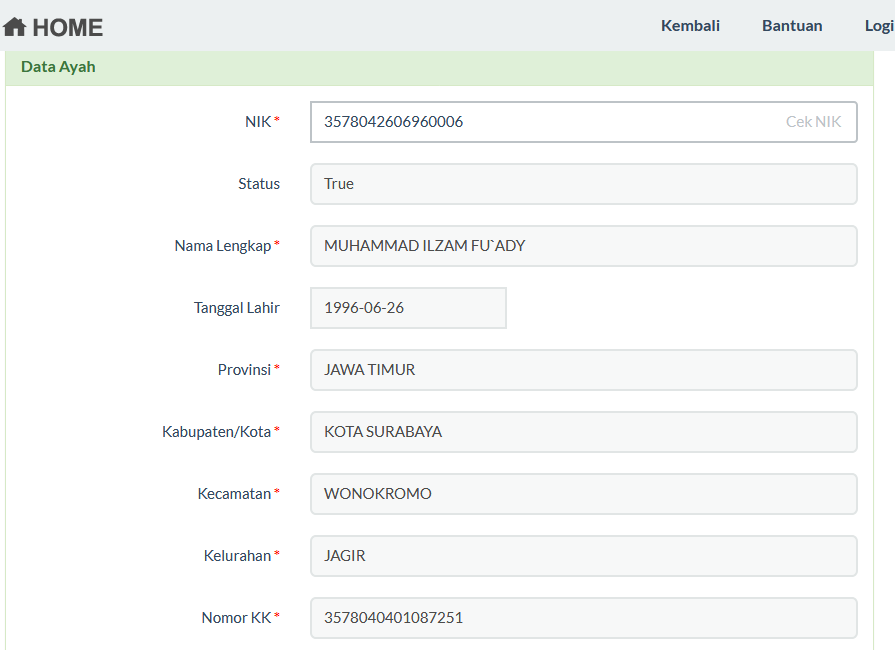 HOME Kembali Bantuan Logi
Data Ayah
NIK * 3578042606960006 Cek NIK
Status True
Nama Lengkap * MUHAMMAD ILZAM FU`ADY
Tanggal Lahir 1996-06-26
Provinsi * JAWA TIMUR
Kabupaten/Kota * KOTA SURABAYA
Kecamatan * WONOKROMO
Kelurahan * JAGIR
Nomor KK * 3578040401087251